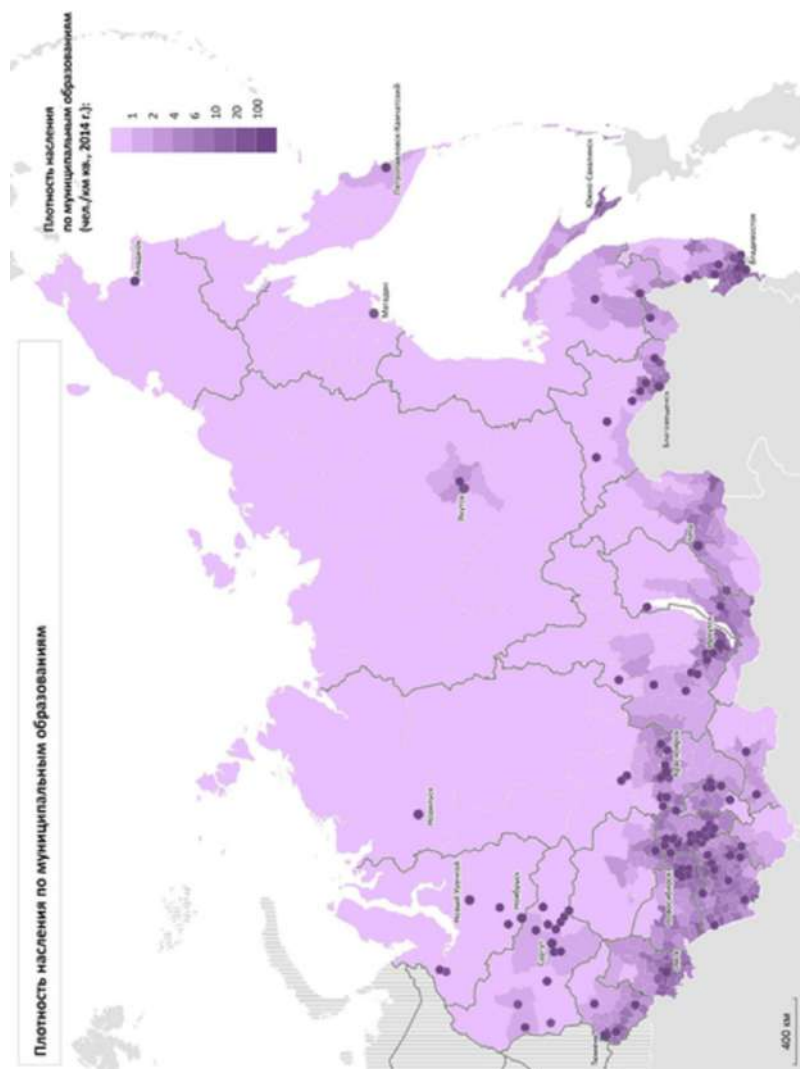 Плотность насления по муниципальным образованиям
Плотность насления
по муниципальным образованиям
(чел./км кв., 2014 г.):
1
2
4
6
10
20
100
Анадырь
Петропавловск-Камчатский
Магадан
Южно-Сахалинск
Якутск
Владивосток
Благовещенск
Чита
Иркутск
Норильск
Красноярск
Новый Уренгой
Ноябрьск
Сургут
Новосибирск
Омск
Тюмень
400 км